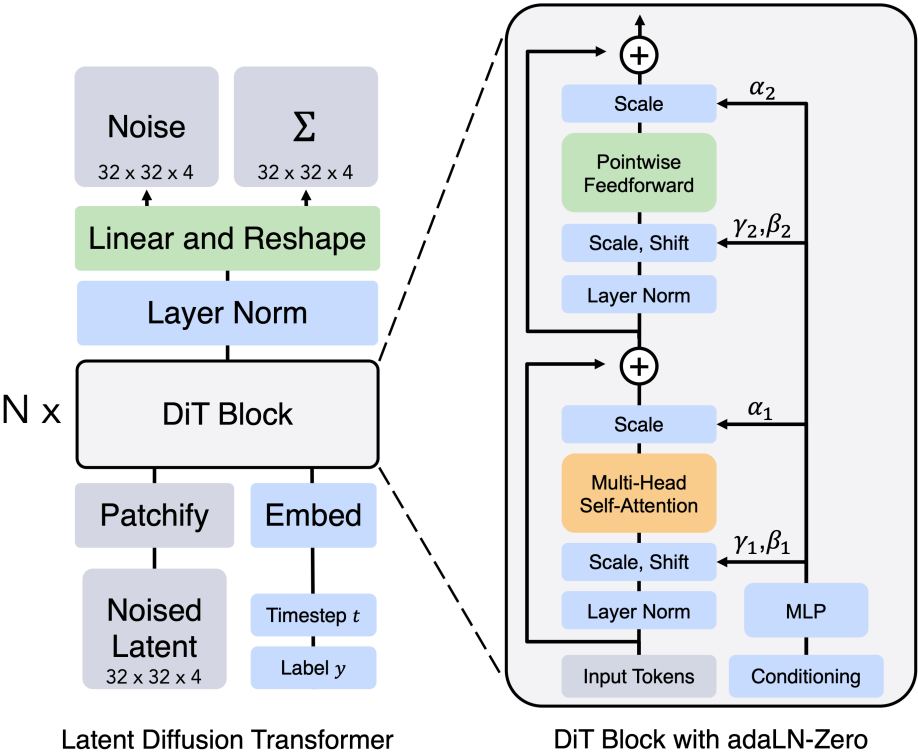 Noise
32 x 32 x 4
Σ
32 x 32 x 4
Linear and Reshape
Layer Norm
N x
DiT Block
Patchify
Embed
Noised
Latent
32 x 32 x 4
Timestep t
Label y
Latent Diffusion Transformer
+
Scale
α₂
Pointwise
Feedforward
Scale, Shift
γ₂,β₂
Layer Norm
+
Scale
α₁
Multi-Head
Self-Attention
Scale, Shift
γ₁,β₁
Layer Norm
MLP
Input Tokens
Conditioning
DiT Block with adaLN-Zero